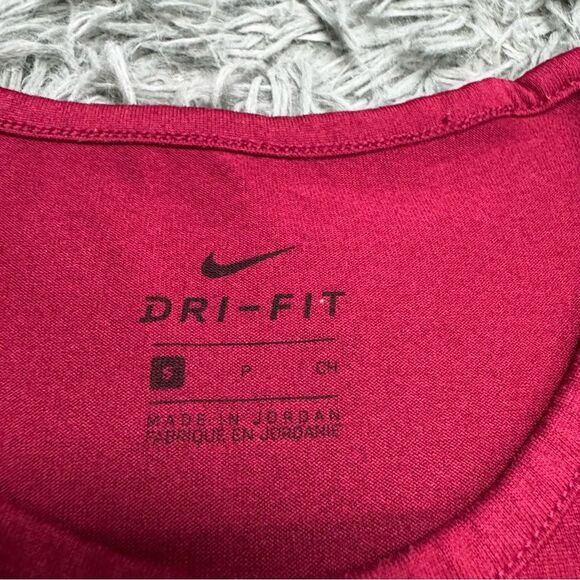 DRI-FIT
S P CH
MADE IN JORDAN
FABRIQUE EN JORDANIE